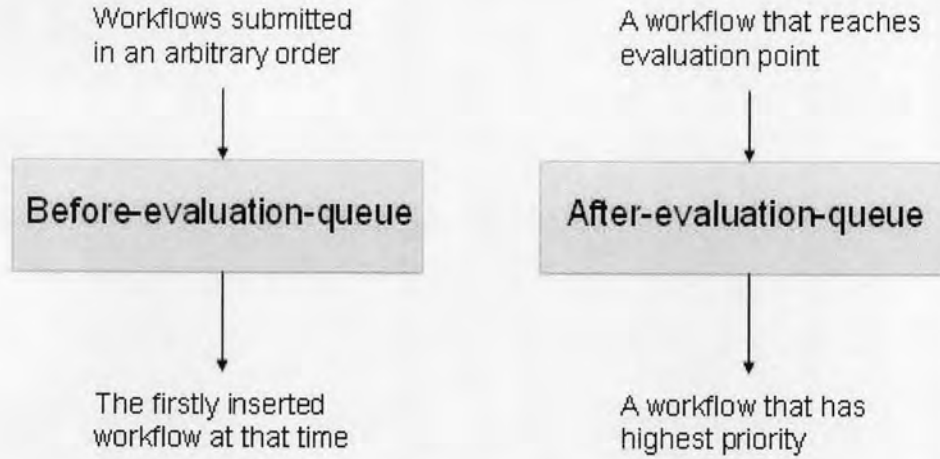 Workflows submitted
in an arbitrary order
Before-evaluation-queue
The firstly inserted
workflow at that time
A workflow that reaches
evaluation point
After-evaluation-queue
A workflow that has
highest priority